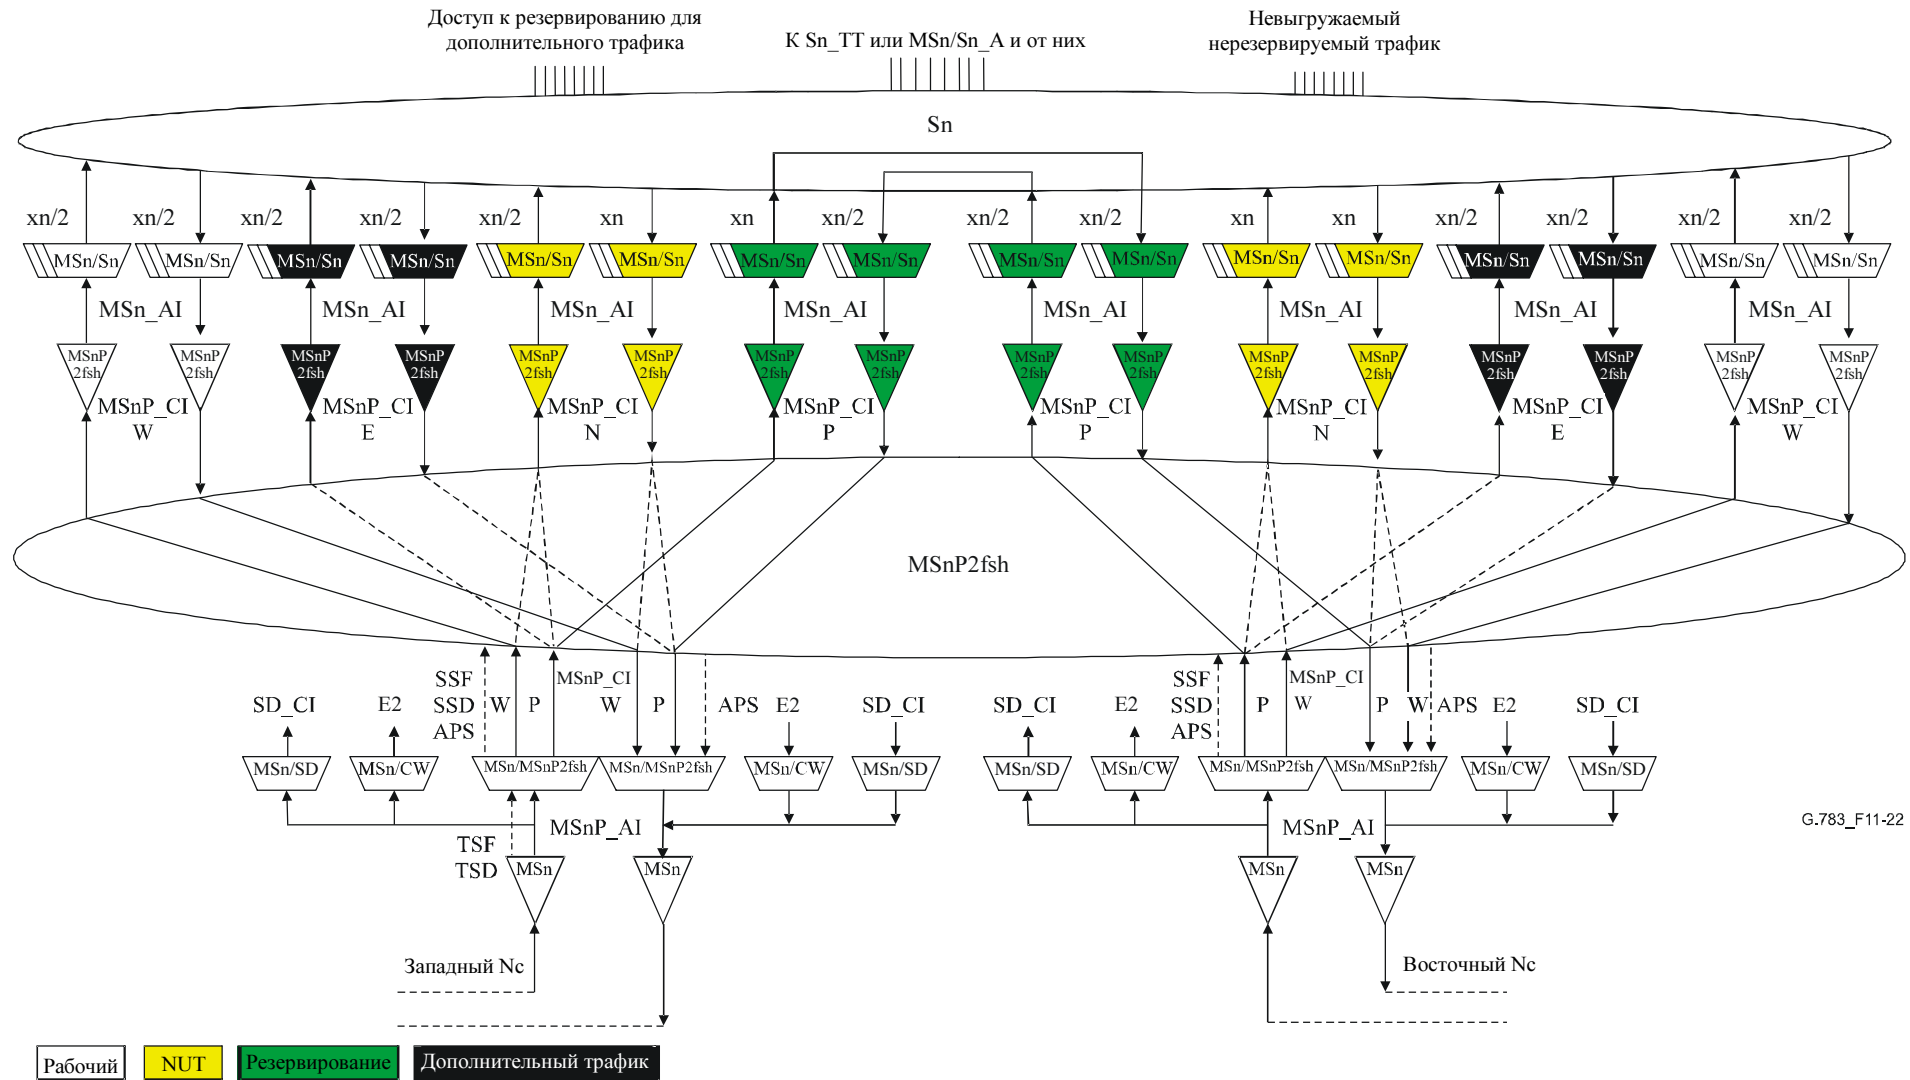 Доступ к резервированию для
дополнительного трафика
К Sn_TT или MSn/Sn_A и от них
Невыгружаемый
нерезервируемый трафик
Sn
xn/2 xn/2 xn/2 xn/2 xn/2 xn xn xn/2 xn/2 xn/2 xn xn xn/2 xn/2 xn/2 xn/2
MSn/Sn MSn/Sn MSn/Sn MSn/Sn MSn/Sn MSn/Sn MSn/Sn MSn/Sn MSn/Sn MSn/Sn MSn/Sn MSn/Sn MSn/Sn MSn/Sn MSn/Sn MSn/Sn
MSn_AI MSn_AI MSn_AI MSn_AI MSn_AI MSn_AI MSn_AI MSn_AI
MSnP MSnP MSnP MSnP MSnP MSnP MSnP MSnP MSnP MSnP MSnP MSnP MSnP MSnP MSnP MSnP
2fsh 2fsh 2fsh 2fsh 2fsh 2fsh 2fsh 2fsh 2fsh 2fsh 2fsh 2fsh 2fsh 2fsh 2fsh 2fsh
MSnP_CI MSnP_CI MSnP_CI MSnP_CI MSnP_CI MSnP_CI MSnP_CI MSnP_CI
W E N P P N E W
MSnP2fsh
SSF MSnP_CI SSF MSnP_CI
SD_CI E2 SSD W P W P APS E2 SD_CI SD_CI E2 SSD P W P W APS E2 SD_CI
APS APS
MSn/SD MSn/CW MSn/MSnP2fsh MSn/MSnP2fsh MSn/CW MSn/SD MSn/SD MSn/CW MSn/MSnP2fsh MSn/MSnP2fsh MSn/CW MSn/SD
MSnP_AI MSnP_AI G.783_F11-22
TSF
TSD MSn MSn MSn MSn
Западный Nc Восточный Nc
Рабочий NUT Резервирование Дополнительный трафик